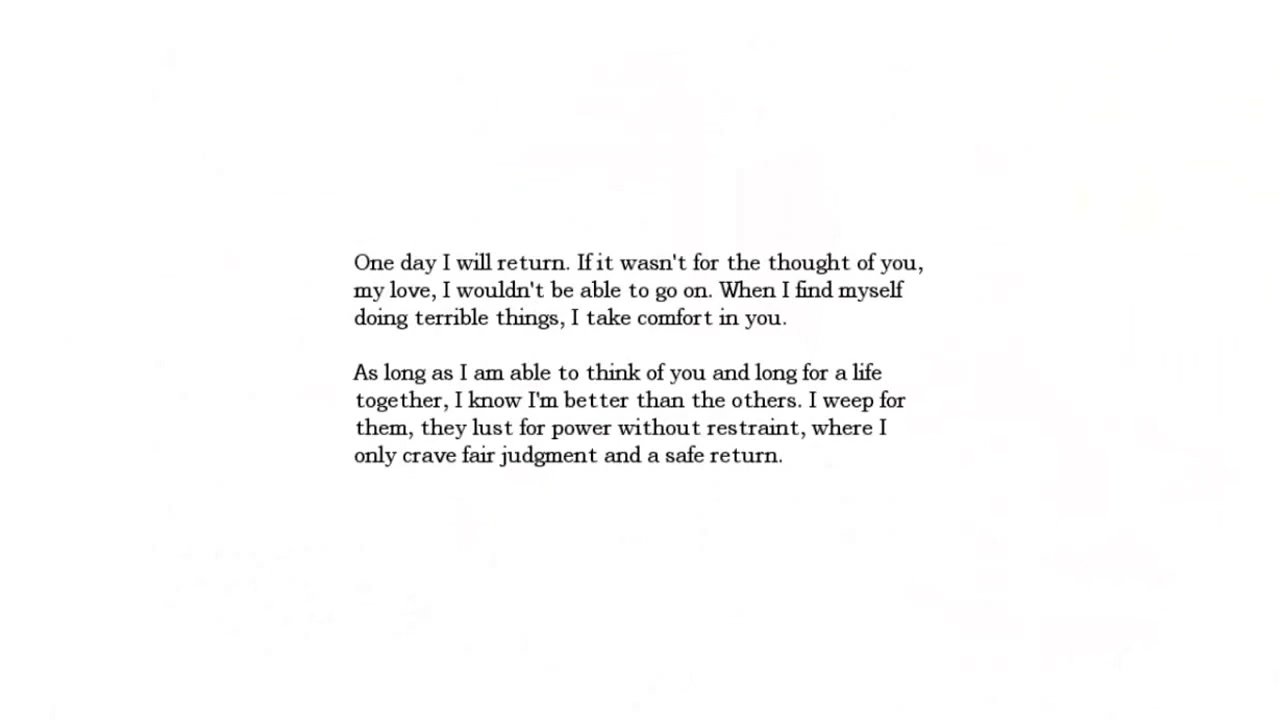 One day I will return. If it wasn't for the thought of you,
my love, I wouldn't be able to go on. When I find myself
doing terrible things, I take comfort in you.
As long as I am able to think of you and long for a life
together, I know I'm better than the others. I weep for
them, they lust for power without restraint, where I
only crave fair judgment and a safe return.